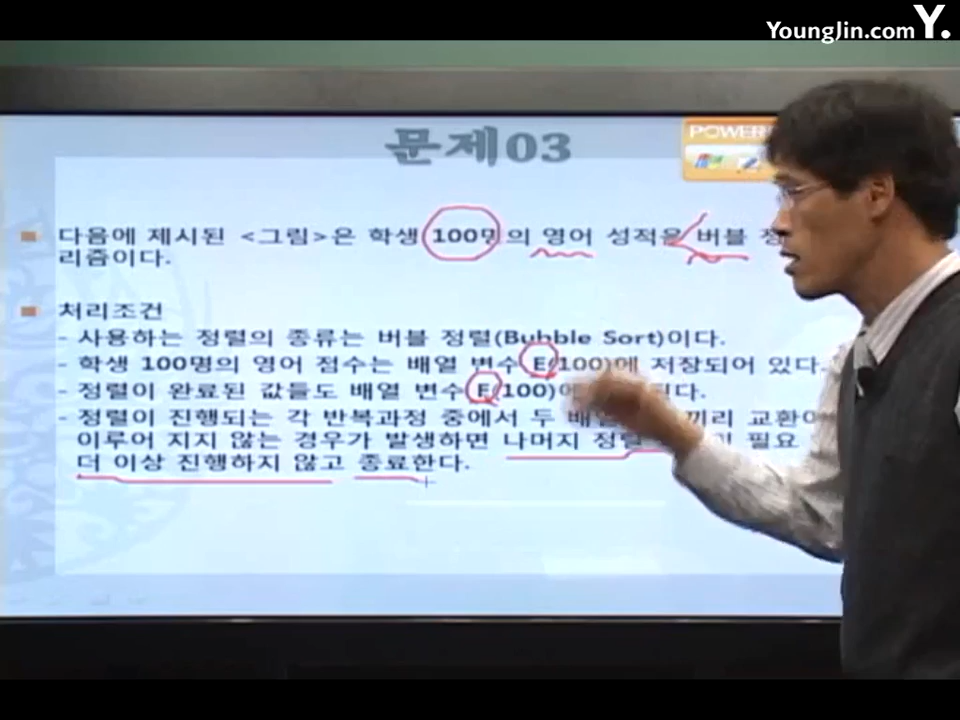 YoungJin.com Y.
문제03
POWER
다음에 제시된 <그림>은 학생 100명의 영어 성적을 버블
리즘이다.
처리조건
- 사용하는 정렬의 종류는 버블 정렬(Bubble Sort)이다.
- 학생 100명의 영어 점수는 배열 변수 E(100)에 저장되어 있다.
- 정렬이 완료된 값들도 배열 변수 E(100)에
- 정렬이 진행되는 각 반복과정 중에서 두 끼리
이루어 지지 않는 경우가 발생하면 나머지 정렬 필요
더 이상 진행하지 않고 종료한다.